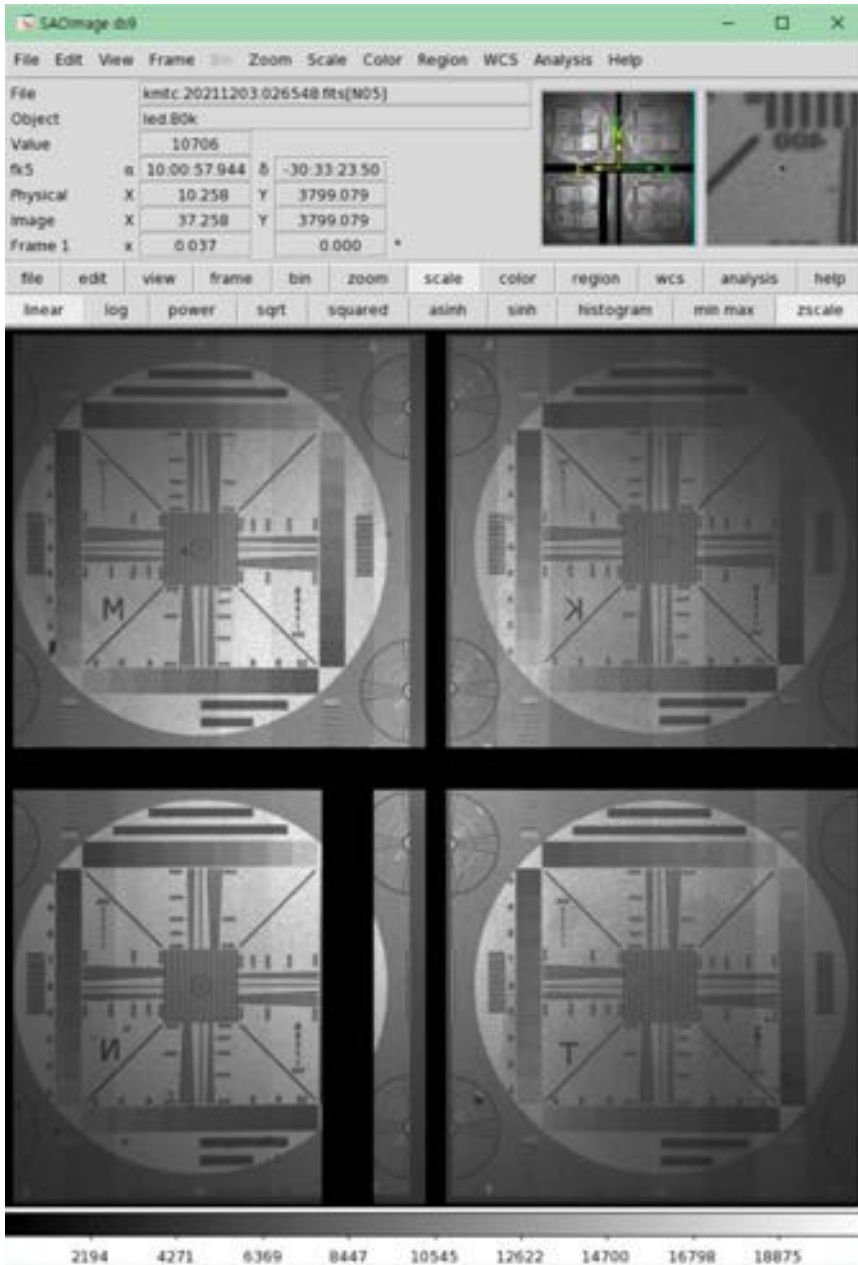 SAOImage ds9
File Edit View Frame Bin Zoom Scale Color Region WCS Analysis Help
File kmtc.20211203.026548.fits[N05]
Object led.80k
Value 10706
fk5 α 10:00:57.944 δ -30:33:23.50
Physical X 10.258 Y 3799.079
Image X 37.258 Y 3799.079
Frame 1 x 0.037 0.000 °
file edit view frame bin zoom scale color region wcs analysis help
linear log power sqrt squared asinh sinh histogram min max zscale
M K
N T
2194 4271 6369 8447 10545 12622 14700 16798 18875